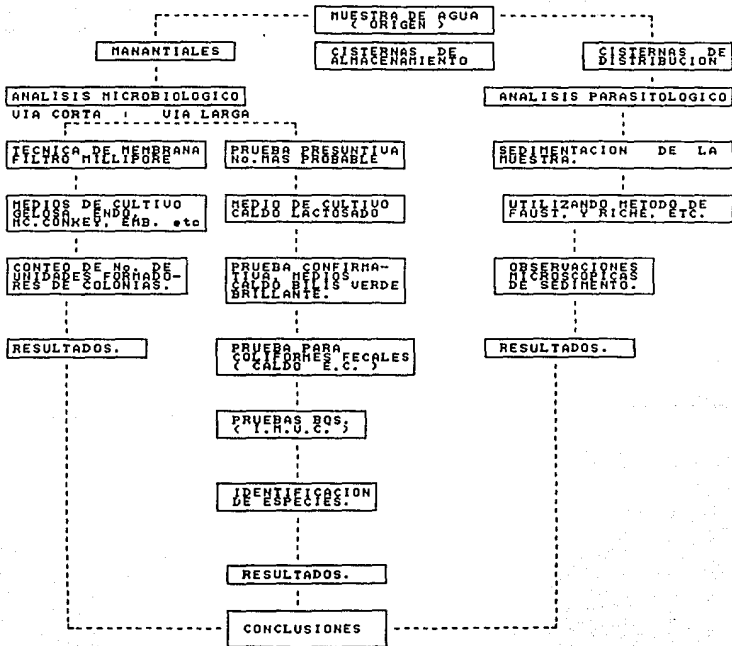 MUESTRA DE AGUA
( ORIGEN )
MANANTIALES
CISTERNAS DE
ALMACENAMIENTO
CISTERNAS DE
DISTRIBUCION
ANALISIS MICROBIOLOGICO
VIA CORTA
VIA LARGA
ANALISIS PARASITOLOGICO
TECNICA DE MEMBRANA
FILTRO MILLIPORE
PRUEBA PRESUNTIVA
No.MAS PROBABLE
SEDIMENTACION DE LA
MUESTRA.
MEDIOS DE CULTIVO
GELOSA ENDO,
MC.CONKEY, EMB. etc
MEDIO DE CULTIVO
CALDO LACTOSADO
UTILIZANDO METODO DE
FAUST. Y RICHE, ETC.
CONTEO DE No. DE
UNIDADES FORMADO-
RES DE COLONIAS.
PRUEBA CONFIRMA-
TIVA, MEDIOS
CALDO BILIS VERDE
BRILLANTE.
OBSERVACIONES
MICROSCOPICAS
DE SEDIMENTO.
RESULTADOS.
PRUEBA PARA
COLIFORMES FECALES
( CALDO E.C. )
RESULTADOS.
PRUEBAS BQS.
( I.M.V.C. )
IDENTIFICACION
DE ESPECIES.
RESULTADOS.
CONCLUSIONES